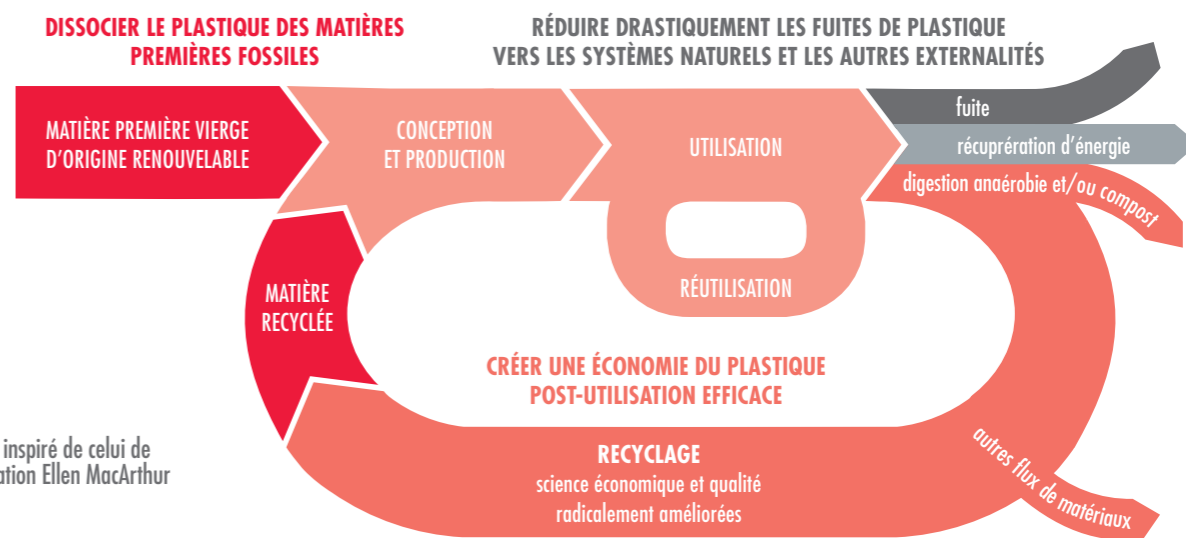 DISSOCIER LE PLASTIQUE DES MATIÈRES
PREMIÈRES FOSSILES
RÉDUIRE DRASTIQUEMENT LES FUITES DE PLASTIQUE
VERS LES SYSTÈMES NATURELS ET LES AUTRES EXTERNALITÉS
MATIÈRE PREMIÈRE VIERGE
D'ORIGINE RENOUVELABLE
CONCEPTION
ET PRODUCTION
UTILISATION
fuite
récuprération d'énergie
digestion anaérobie et/ou compost
RÉUTILISATION
MATIÈRE
RECYCLÉE
CRÉER UNE ÉCONOMIE DU PLASTIQUE
POST-UTILISATION EFFICACE
RECYCLAGE
science économique et qualité
radicalement améliorées
autres flux de matériaux
inspiré de celui de
ation Ellen MacArthur